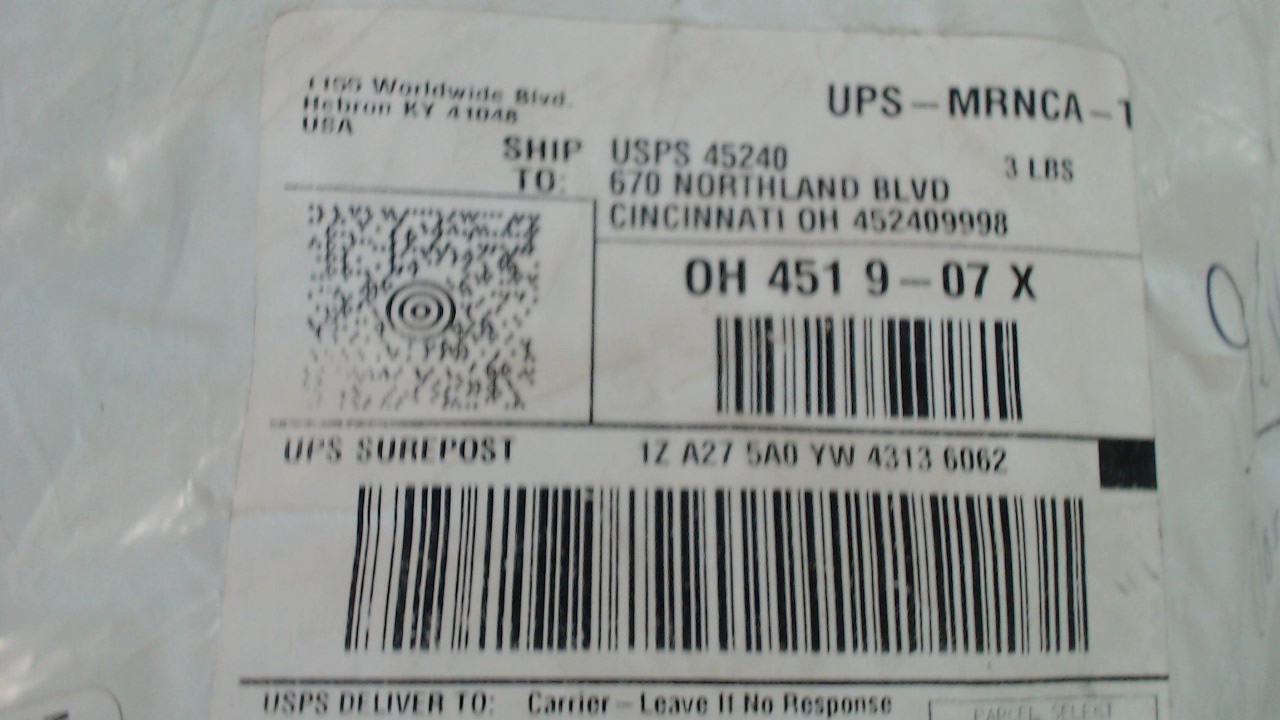 1155 Worldwide Blvd.
Hebron KY 41048
USA
UPS-MRNCA-1
SHIP TO: USPS 45240
3 LBS
670 NORTHLAND BLVD
CINCINNATI OH 452409998
OH 451 9-07 X
UPS SUREPOST
1Z A27 5A0 YW 4313 6062
USPS DELIVER TO: Carrier - Leave If No Response
PARCEL SELECT